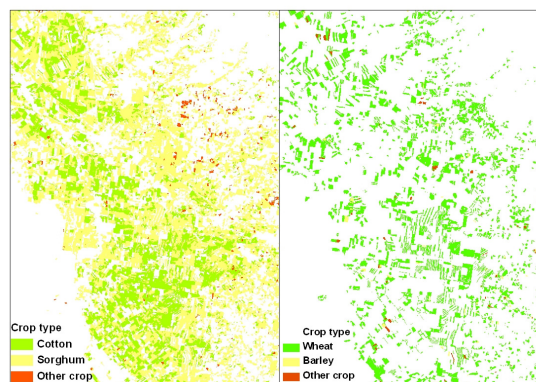 Crop type
Cotton
Sorghum
Other crop
Crop type
Wheat
Barley
Other crop